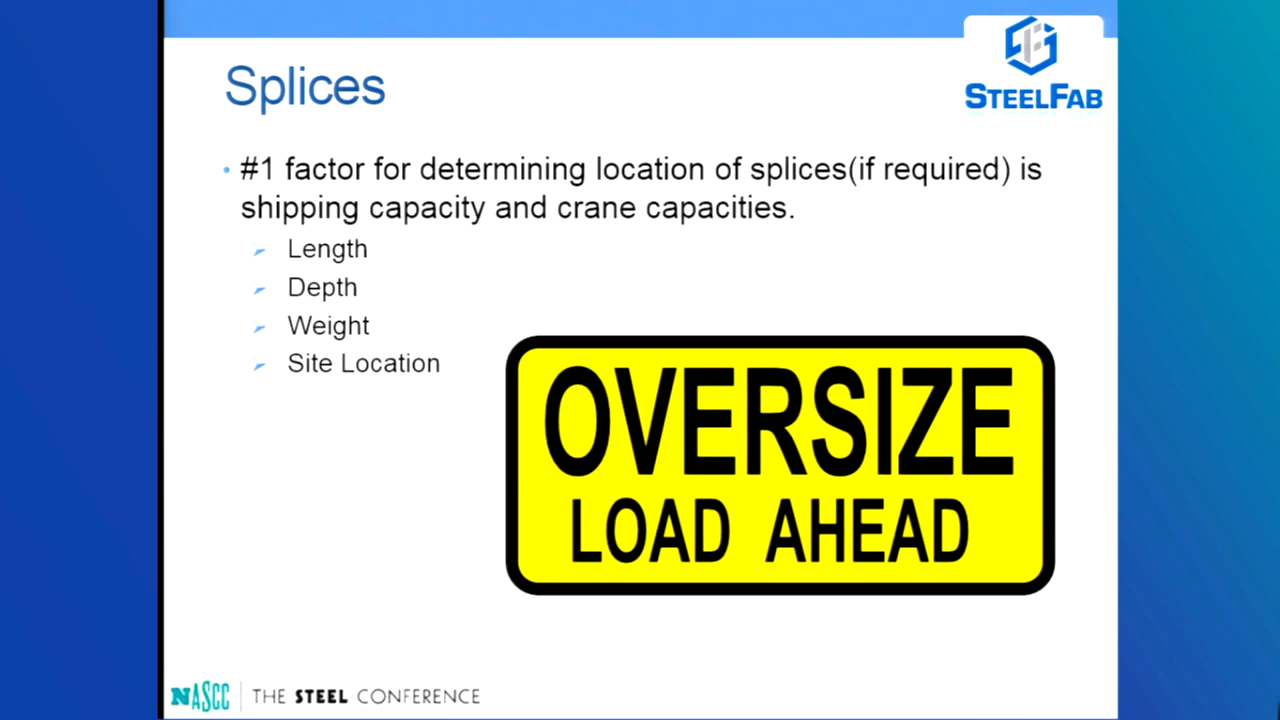 STEELFAB
Splices
• #1 factor for determining location of splices(if required) is
shipping capacity and crane capacities.
Length
Depth
Weight
Site Location
OVERSIZE
LOAD AHEAD
NASCC THE STEEL CONFERENCE